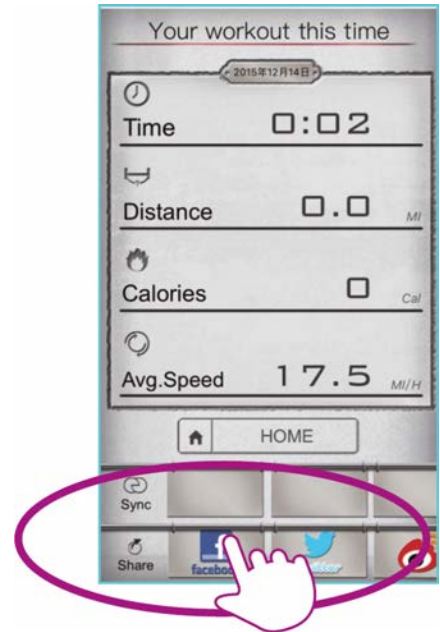 Your workout this time
2015年12月14日
Time 0:02
Distance 0.0 MI
Calories 0 Cal
Avg.Speed 17.5 MI/H
HOME
Sync
Share